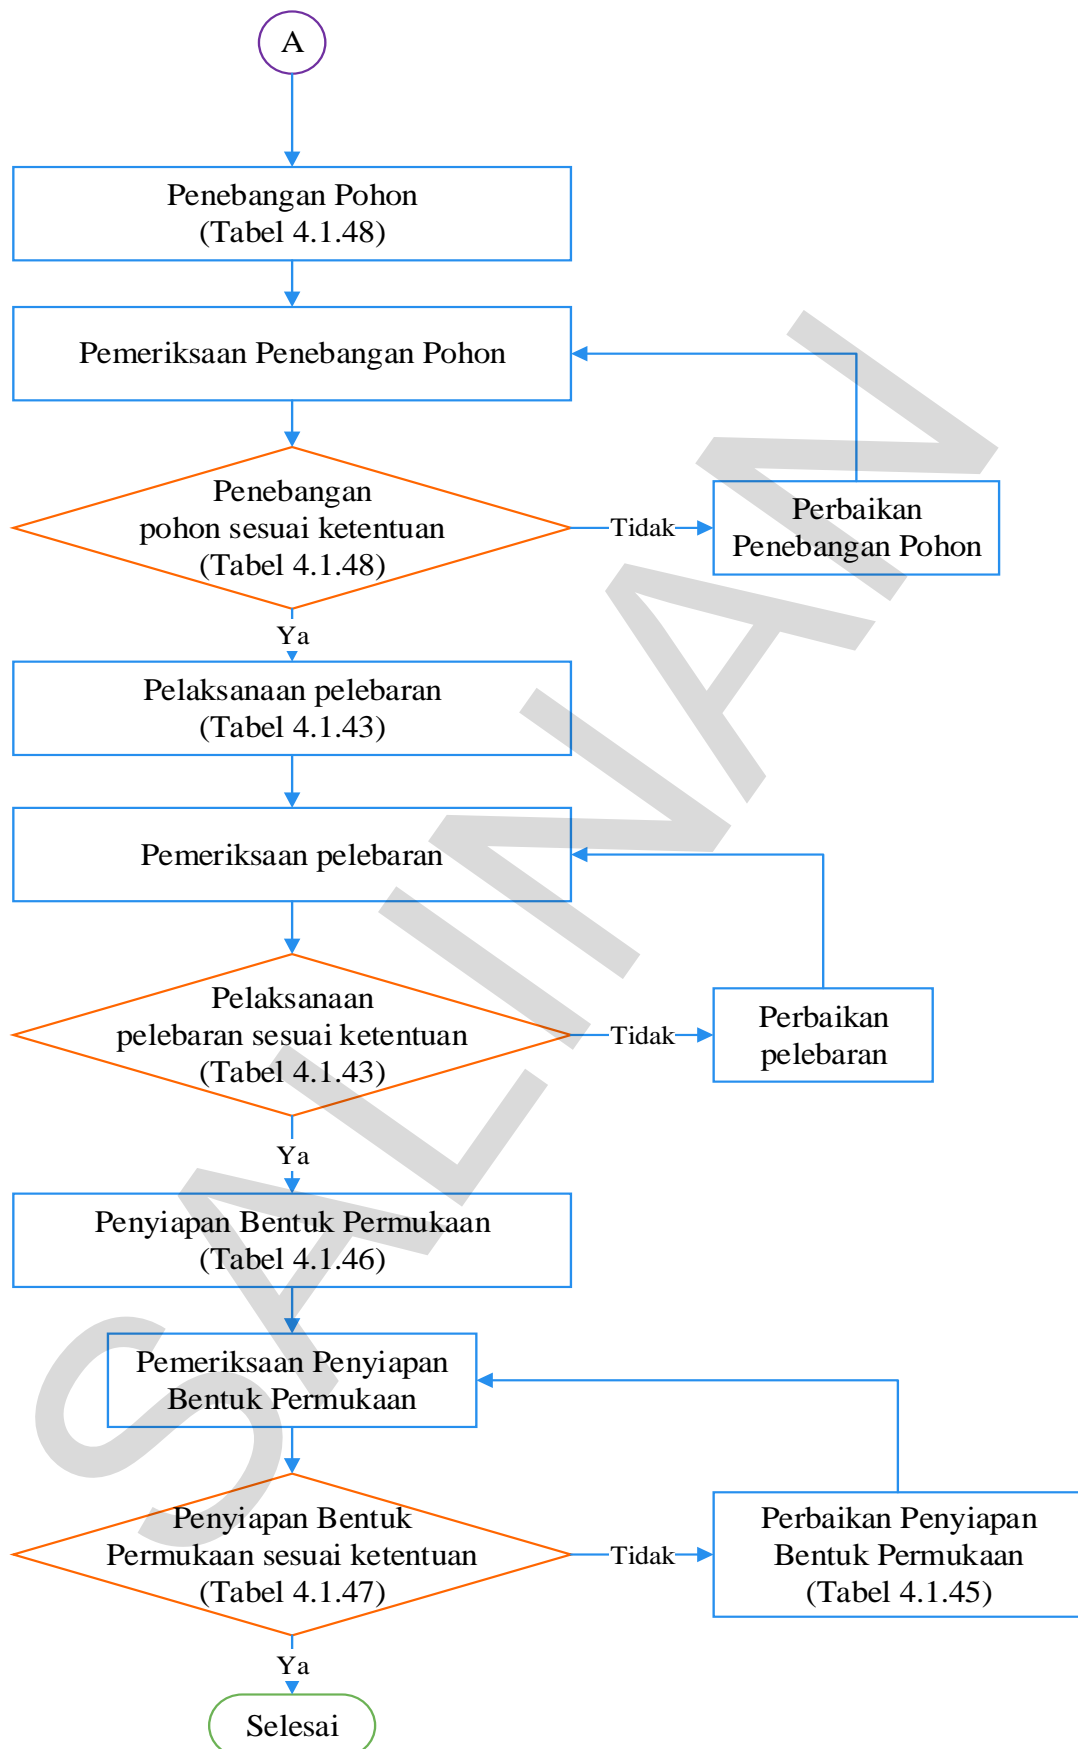 A
Penebangan Pohon
(Tabel 4.1.48)
Pemeriksaan Penebangan Pohon
Penebangan
pohon sesuai ketentuan
(Tabel 4.1.48)
Tidak
Perbaikan
Penebangan Pohon
Ya
Pelaksanaan pelebaran
(Tabel 4.1.43)
Pemeriksaan pelebaran
Pelaksanaan
pelebaran sesuai ketentuan
(Tabel 4.1.43)
Tidak
Perbaikan
pelebaran
Ya
Penyiapan Bentuk Permukaan
(Tabel 4.1.46)
Pemeriksaan Penyiapan
Bentuk Permukaan
Penyiapan Bentuk
Permukaan sesuai ketentuan
(Tabel 4.1.47)
Tidak
Perbaikan Penyiapan
Bentuk Permukaan
(Tabel 4.1.45)
Ya
Selesai
SALINAN